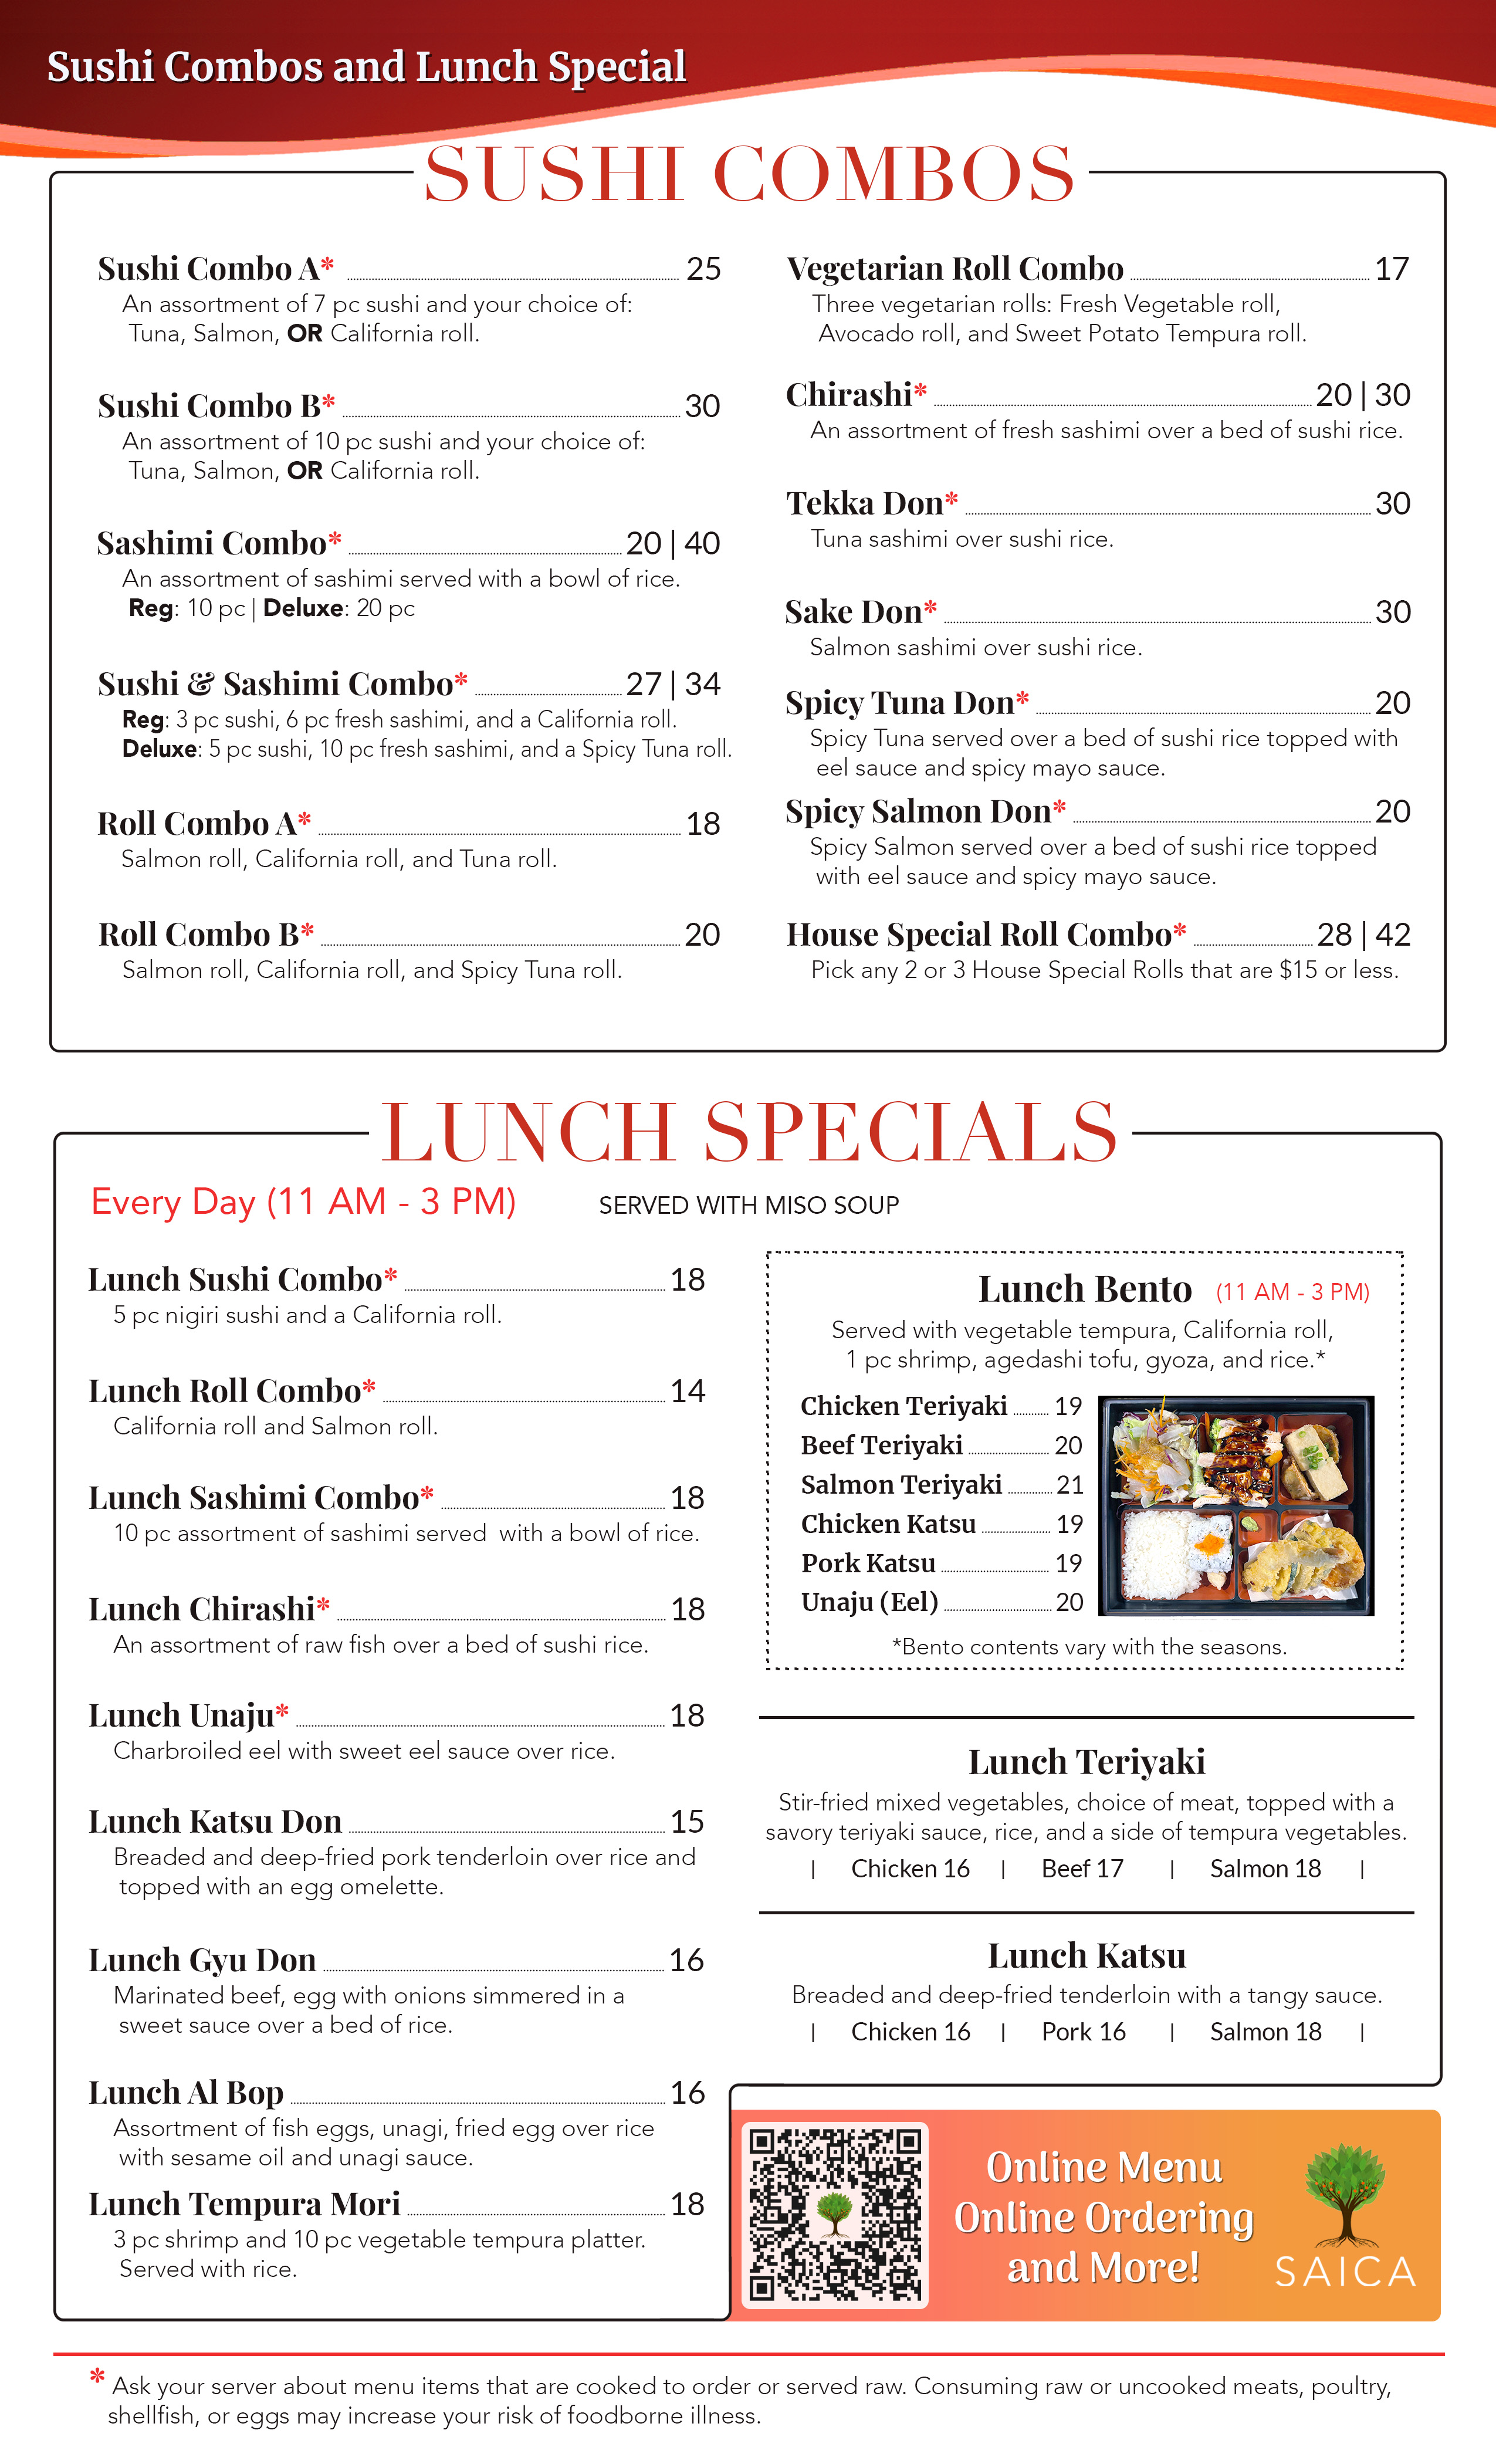 Sushi Combos and Lunch Special
SUSHI COMBOS
Sushi Combo A* 25
An assortment of 7 pc sushi and your choice of:
Tuna, Salmon, OR California roll.
Sushi Combo B* 30
An assortment of 10 pc sushi and your choice of:
Tuna, Salmon, OR California roll.
Sashimi Combo* 20 | 40
An assortment of sashimi served with a bowl of rice.
Reg: 10 pc | Deluxe: 20 pc
Sushi & Sashimi Combo* 27 | 34
Reg: 3 pc sushi, 6 pc fresh sashimi, and a California roll.
Deluxe: 5 pc sushi, 10 pc fresh sashimi, and a Spicy Tuna roll.
Roll Combo A* 18
Salmon roll, California roll, and Tuna roll.
Roll Combo B* 20
Salmon roll, California roll, and Spicy Tuna roll.
Vegetarian Roll Combo 17
Three vegetarian rolls: Fresh Vegetable roll,
Avocado roll, and Sweet Potato Tempura roll.
Chirashi* 20 | 30
An assortment of fresh sashimi over a bed of sushi rice.
Tekka Don* 30
Tuna sashimi over sushi rice.
Sake Don* 30
Salmon sashimi over sushi rice.
Spicy Tuna Don* 20
Spicy Tuna served over a bed of sushi rice topped with
eel sauce and spicy mayo sauce.
Spicy Salmon Don* 20
Spicy Salmon served over a bed of sushi rice topped
with eel sauce and spicy mayo sauce.
House Special Roll Combo* 28 | 42
Pick any 2 or 3 House Special Rolls that are $15 or less.
LUNCH SPECIALS
Every Day (11 AM - 3 PM) SERVED WITH MISO SOUP
Lunch Sushi Combo* 18
5 pc nigiri sushi and a California roll.
Lunch Roll Combo* 14
California roll and Salmon roll.
Lunch Sashimi Combo* 18
10 pc assortment of sashimi served with a bowl of rice.
Lunch Chirashi* 18
An assortment of raw fish over a bed of sushi rice.
Lunch Unaju* 18
Charbroiled eel with sweet eel sauce over rice.
Lunch Katsu Don 15
Breaded and deep-fried pork tenderloin over rice and
topped with an egg omelette.
Lunch Gyu Don 16
Marinated beef, egg with onions simmered in a
sweet sauce over a bed of rice.
Lunch Al Bop 16
Assortment of fish eggs, unagi, fried egg over rice
with sesame oil and unagi sauce.
Lunch Tempura Mori 18
3 pc shrimp and 10 pc vegetable tempura platter.
Served with rice.
Lunch Bento (11 AM - 3 PM)
Served with vegetable tempura, California roll,
1 pc shrimp, agedashi tofu, gyoza, and rice.*
Chicken Teriyaki 19
Beef Teriyaki 20
Salmon Teriyaki 21
Chicken Katsu 19
Pork Katsu 19
Unaju (Eel) 20
*Bento contents vary with the seasons.
Lunch Teriyaki
Stir-fried mixed vegetables, choice of meat, topped with a
savory teriyaki sauce, rice, and a side of tempura vegetables.
| Chicken 16 | Beef 17 | Salmon 18 |
Lunch Katsu
Breaded and deep-fried tenderloin with a tangy sauce.
| Chicken 16 | Pork 16 | Salmon 18 |
Online Menu
Online Ordering
and More!
SAICA
* Ask your server about menu items that are cooked to order or served raw. Consuming raw or uncooked meats, poultry,
shellfish, or eggs may increase your risk of foodborne illness.